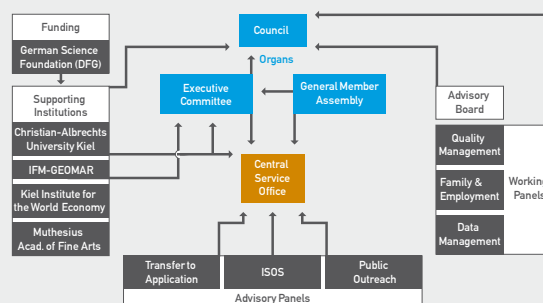 Funding
German Science
Foundation (DFG)
Supporting
Institutions
Christian-Albrechts
University Kiel
IFM-GEOMAR
Kiel Institute for
the World Economy
Muthesius
Acad. of Fine Arts
Council
Organs
Executive
Committee
General Member
Assembly
Central
Service
Office
Advisory
Board
Quality
Management
Family &
Employment
Data
Management
Working
Panels
Transfer to
Application
ISOS
Public
Outreach
Advisory Panels